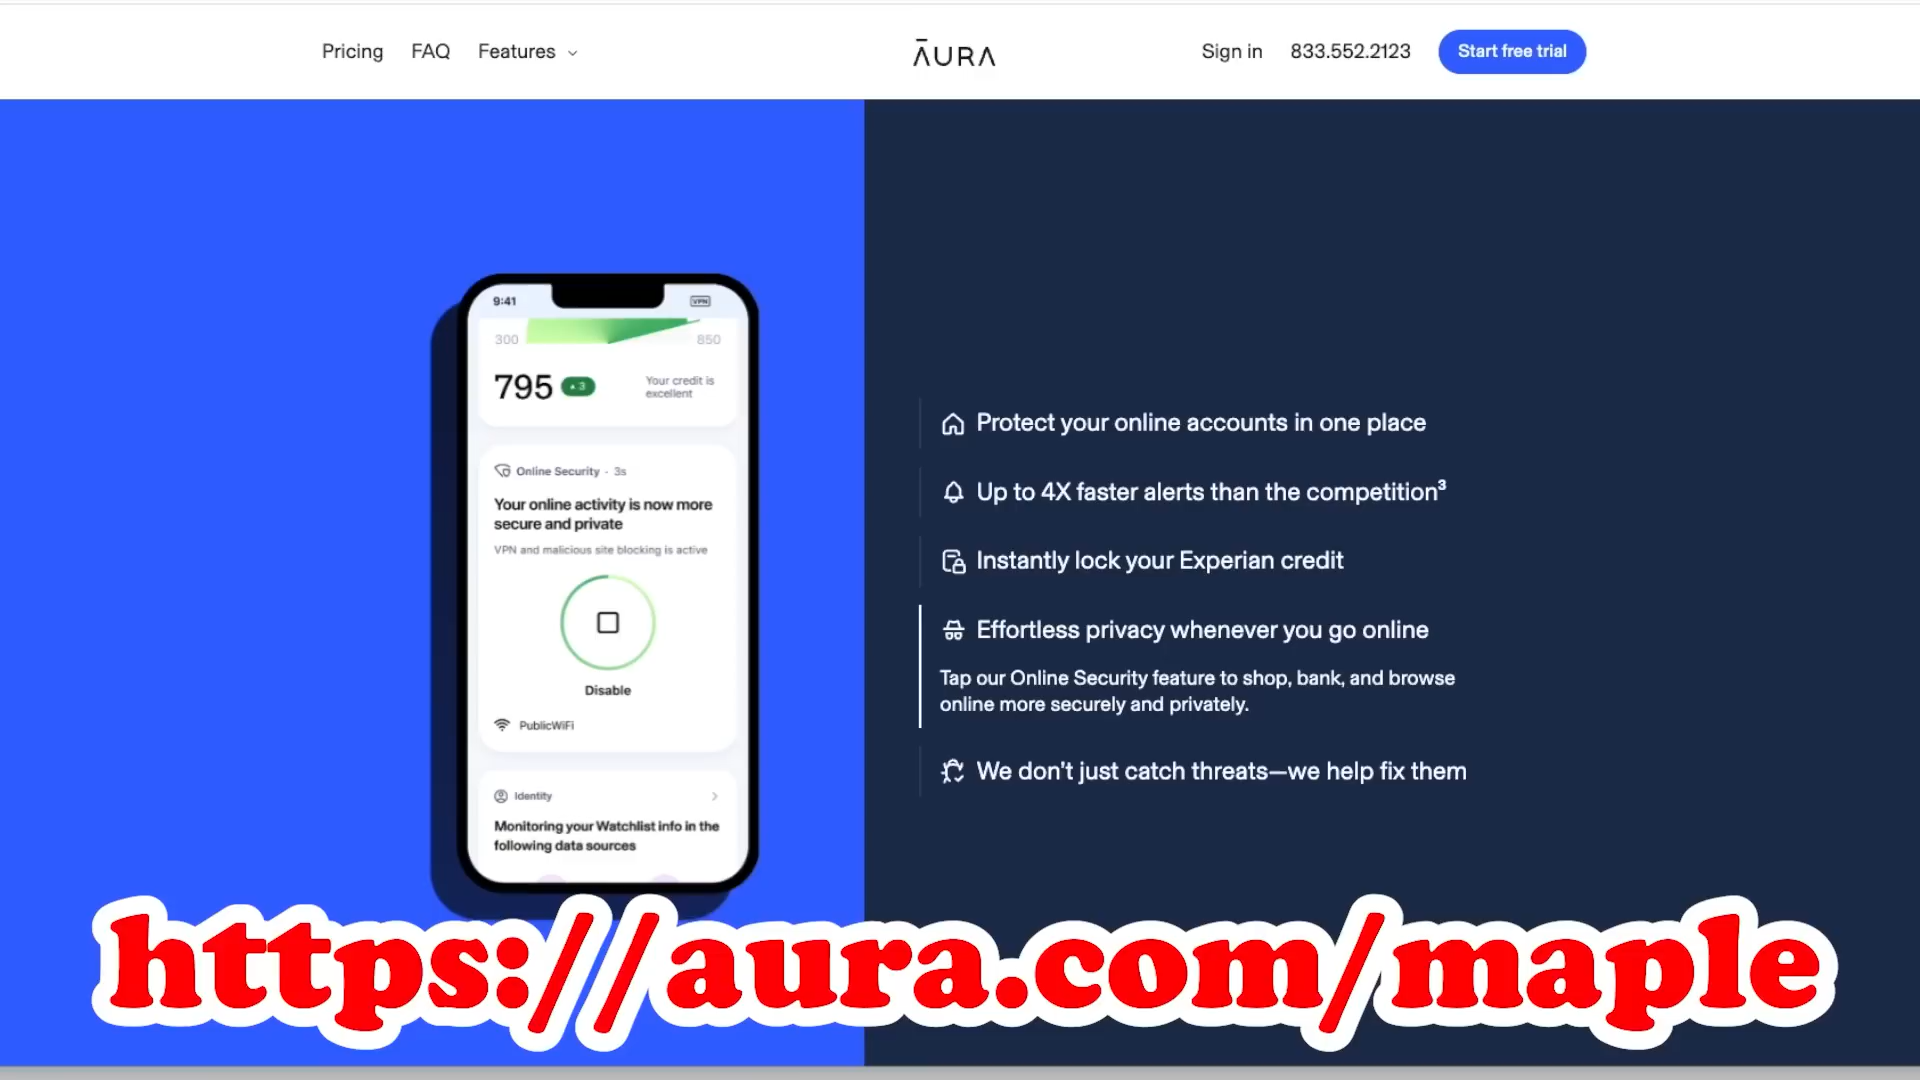 Pricing FAQ Features
ĀURA
Sign in 833.552.2123 Start free trial
9:41 VPN
300 850
795 ▲3 Your credit is
excellent
Online Security · 3s
Your online activity is now more
secure and private
VPN and malicious site blocking is active
Disable
PublicWiFi
Identity
Monitoring your Watchlist info in the
following data sources
Protect your online accounts in one place
Up to 4X faster alerts than the competition³
Instantly lock your Experian credit
Effortless privacy whenever you go online
Tap our Online Security feature to shop, bank, and browse
online more securely and privately.
We don't just catch threats—we help fix them
https://aura.com/maple